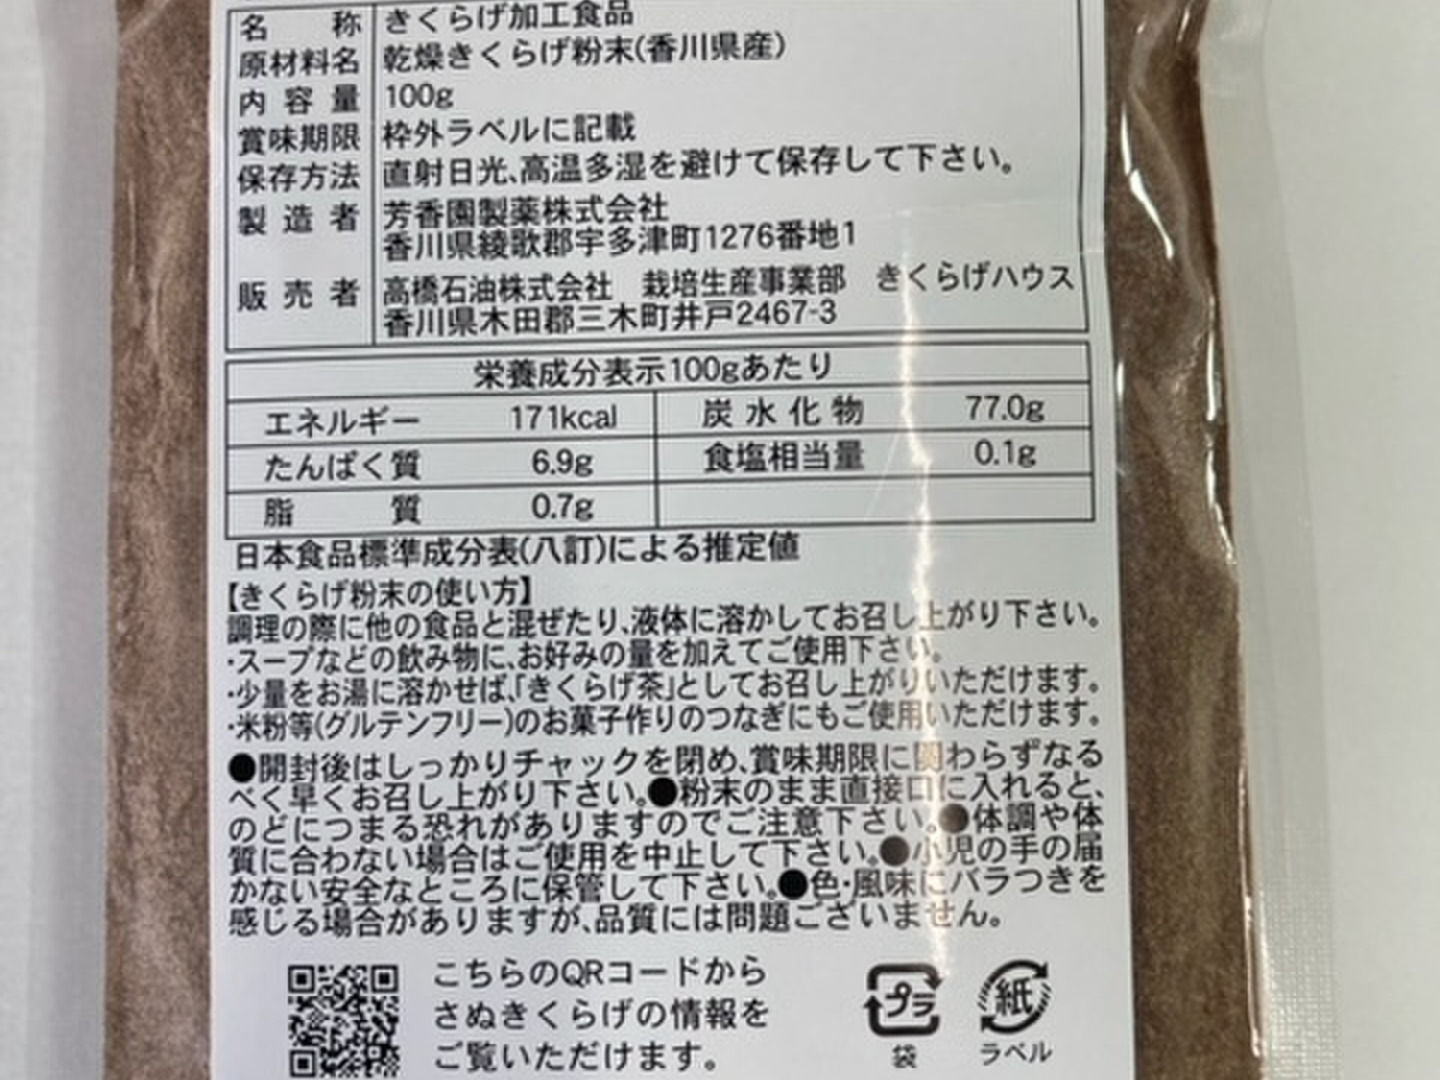 名称 きくらげ加工食品
原材料名 乾燥きくらげ粉末(香川県産)
内容量 100g
賞味期限 枠外ラベルに記載
保存方法 直射日光、高温多湿を避けて保存して下さい。
製造者 芳香園製薬株式会社
香川県綾歌郡宇多津町1276番地1
販売者 高橋石油株式会社 栽培生産事業部 きくらげハウス
香川県木田郡三木町井戸2467-3
栄養成分表示100gあたり
エネルギー 171kcal 炭水化物 77.0g
たんぱく質 6.9g 食塩相当量 0.1g
脂質 0.7g
日本食品標準成分表(八訂)による推定値
【きくらげ粉末の使い方】
調理の際に他の食品と混ぜたり、液体に溶かしてお召し上がり下さい。
・スープなどの飲み物に、お好みの量を加えてご使用下さい。
・少量をお湯に溶かせば、「きくらげ茶」としてお召し上がりいただけます。
・米粉等(グルテンフリー)のお菓子作りのつなぎにもご使用いただけます。
●開封後はしっかりチャックを閉め、賞味期限に関わらずなる
べく早くお召し上がり下さい。●粉末のまま直接口に入れると、
のどにつまる恐れがありますのでご注意下さい。●体調や体
質に合わない場合はご使用を中止して下さい。●小児の手の届
かない安全なところに保管して下さい。●色・風味にバラつきを
感じる場合がありますが、品質には問題ございません。
こちらのQRコードから
さぬきくらげの情報を
ご覧いただけます。
プラ
袋
紙
ラベル